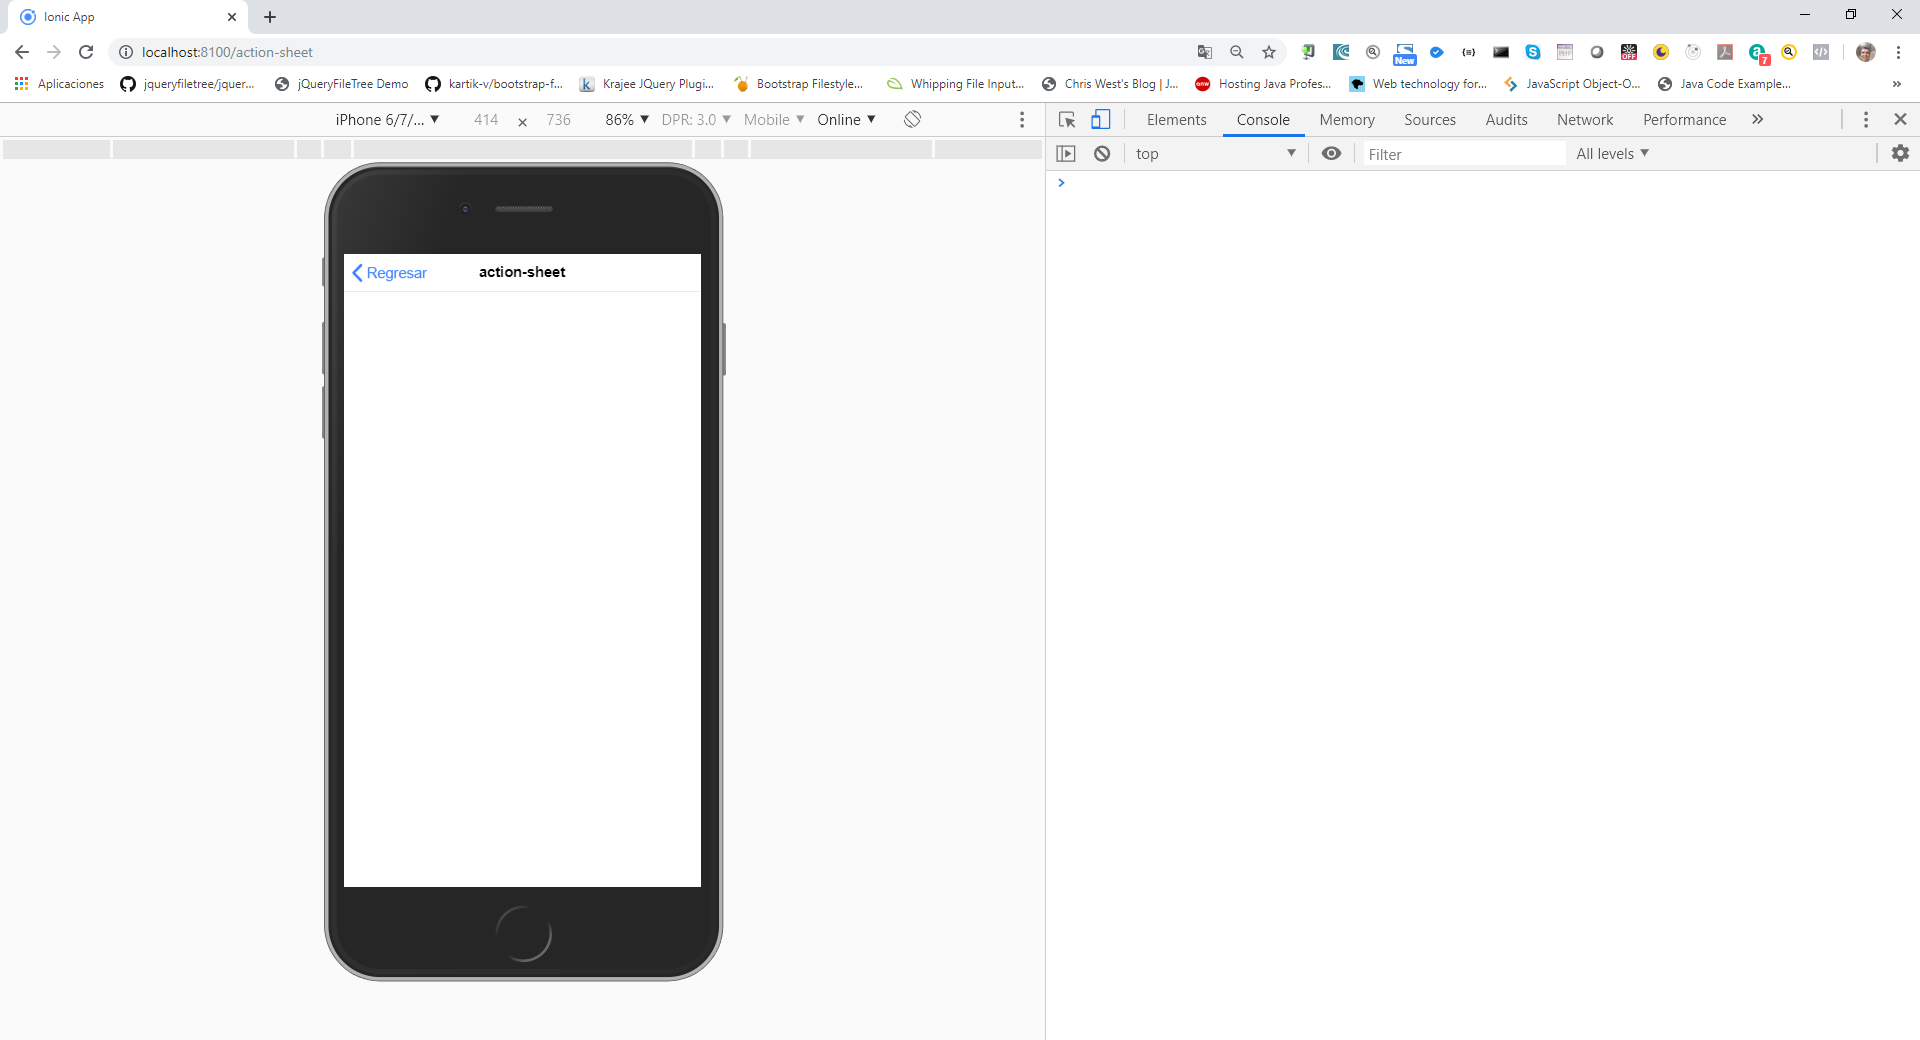 Ionic App
localhost:8100/action-sheet
New
OFF
7
Aplicaciones jqueryfiletree/jquer... jQueryFileTree Demo kartik-v/bootstrap-f... Krajee JQuery Plugi... Bootstrap Filestyle... Whipping File Input... Chris West's Blog | J... Hosting Java Profes... Web technology for... JavaScript Object-O... Java Code Example... »
iPhone 6/7/... ▼ 414 × 736 86% ▼ DPR: 3.0 ▼ Mobile ▼ Online ▼
Elements Console Memory Sources Audits Network Performance »
top ▼ Filter All levels ▼
>
Regresar action-sheet